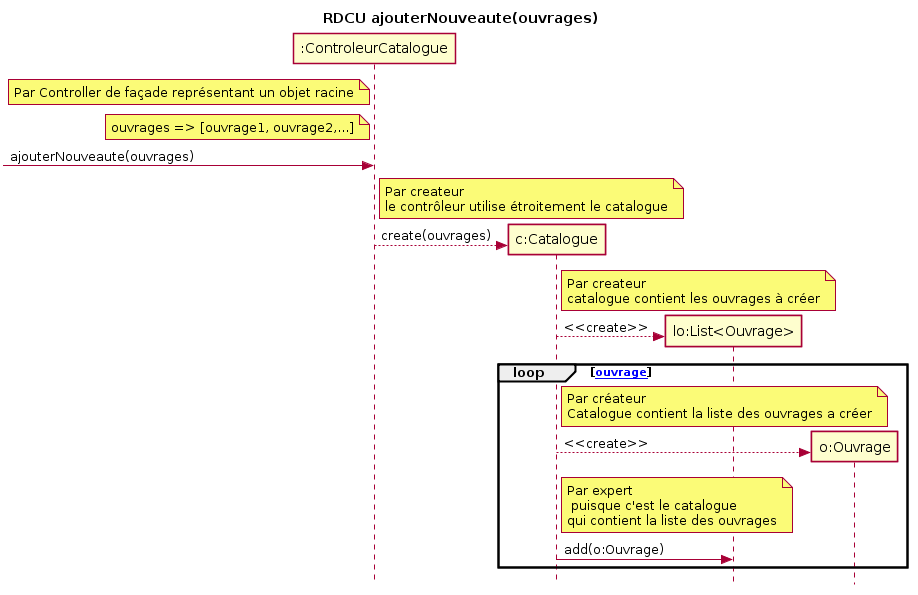 RDCU ajouterNouveaute(ouvrages)
:ControleurCatalogue
Par Controller de façade représentant un objet racine
ouvrages => [ouvrage1, ouvrage2,...]
ajouterNouveaute(ouvrages)
Par createur
le contrôleur utilise étroitement le catalogue
create(ouvrages)
c:Catalogue
Par createur
catalogue contient les ouvrages à créer
<<create>>
lo:List<Ouvrage>
loop
[ouvrage]
Par créateur
Catalogue contient la liste des ouvrages a créer
<<create>>
o:Ouvrage
Par expert
puisque c'est le catalogue
qui contient la liste des ouvrages
add(o:Ouvrage)